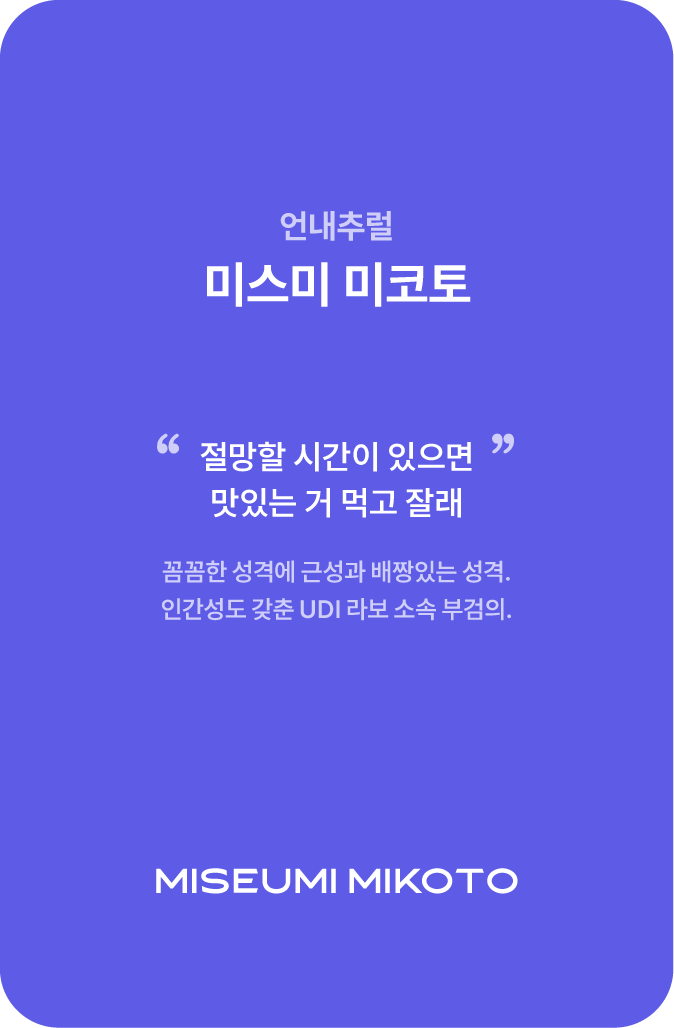 언내추럴
미스미 미코토
“ 절망할 시간이 있으면 ”
맛있는 거 먹고 잘래
꼼꼼한 성격에 근성과 배짱있는 성격.
인간성도 갖춘 UDI 라보 소속 부검의.
MISEUMI MIKOTO